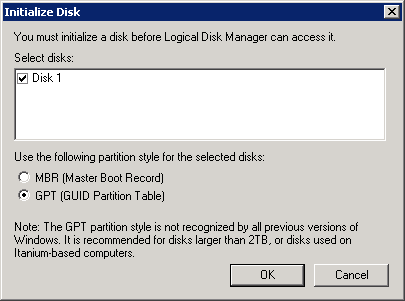 Initialize Disk
You must initialize a disk before Logical Disk Manager can access it.
Select disks:
Disk 1
Use the following partition style for the selected disks:
MBR (Master Boot Record)
GPT (GUID Partition Table)
Note: The GPT partition style is not recognized by all previous versions of
Windows. It is recommended for disks larger than 2TB, or disks used on
Itanium-based computers.
OK Cancel